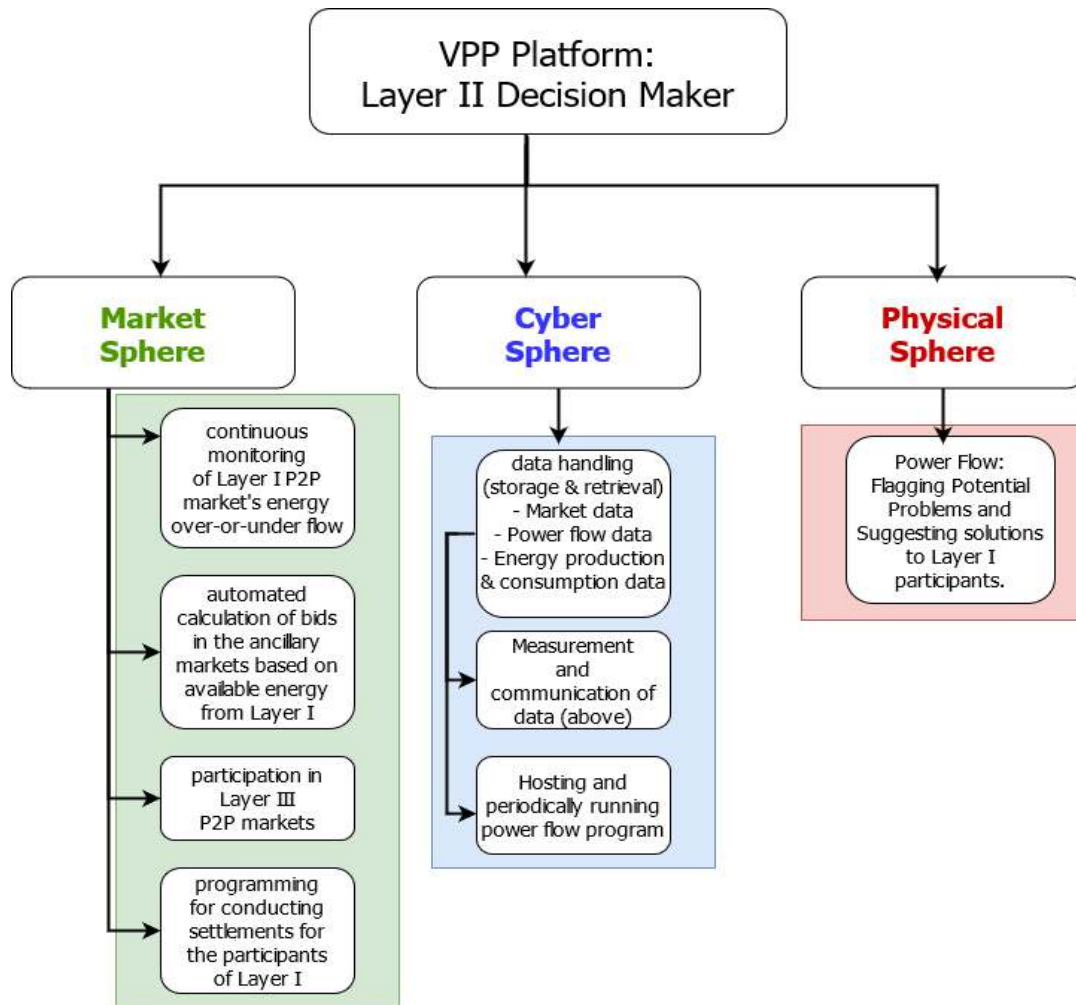 VPP Platform:
Layer II Decision Maker
Market
Sphere
Cyber
Sphere
Physical
Sphere
continuous
monitoring
of Layer I P2P
market's energy
over-or-under flow
automated
calculation of bids
in the ancillary
markets based on
available energy
from Layer I
participation in
Layer III
P2P markets
programming
for conducting
settlements for
the participants
of Layer I
data handling
(storage & retrieval)
- Market data
- Power flow data
- Energy production
& consumption data
Measurement
and
communication of
data (above)
Hosting and
periodically running
power flow program
Power Flow:
Flagging Potential
Problems and
Suggesting solutions
to Layer I
participants.